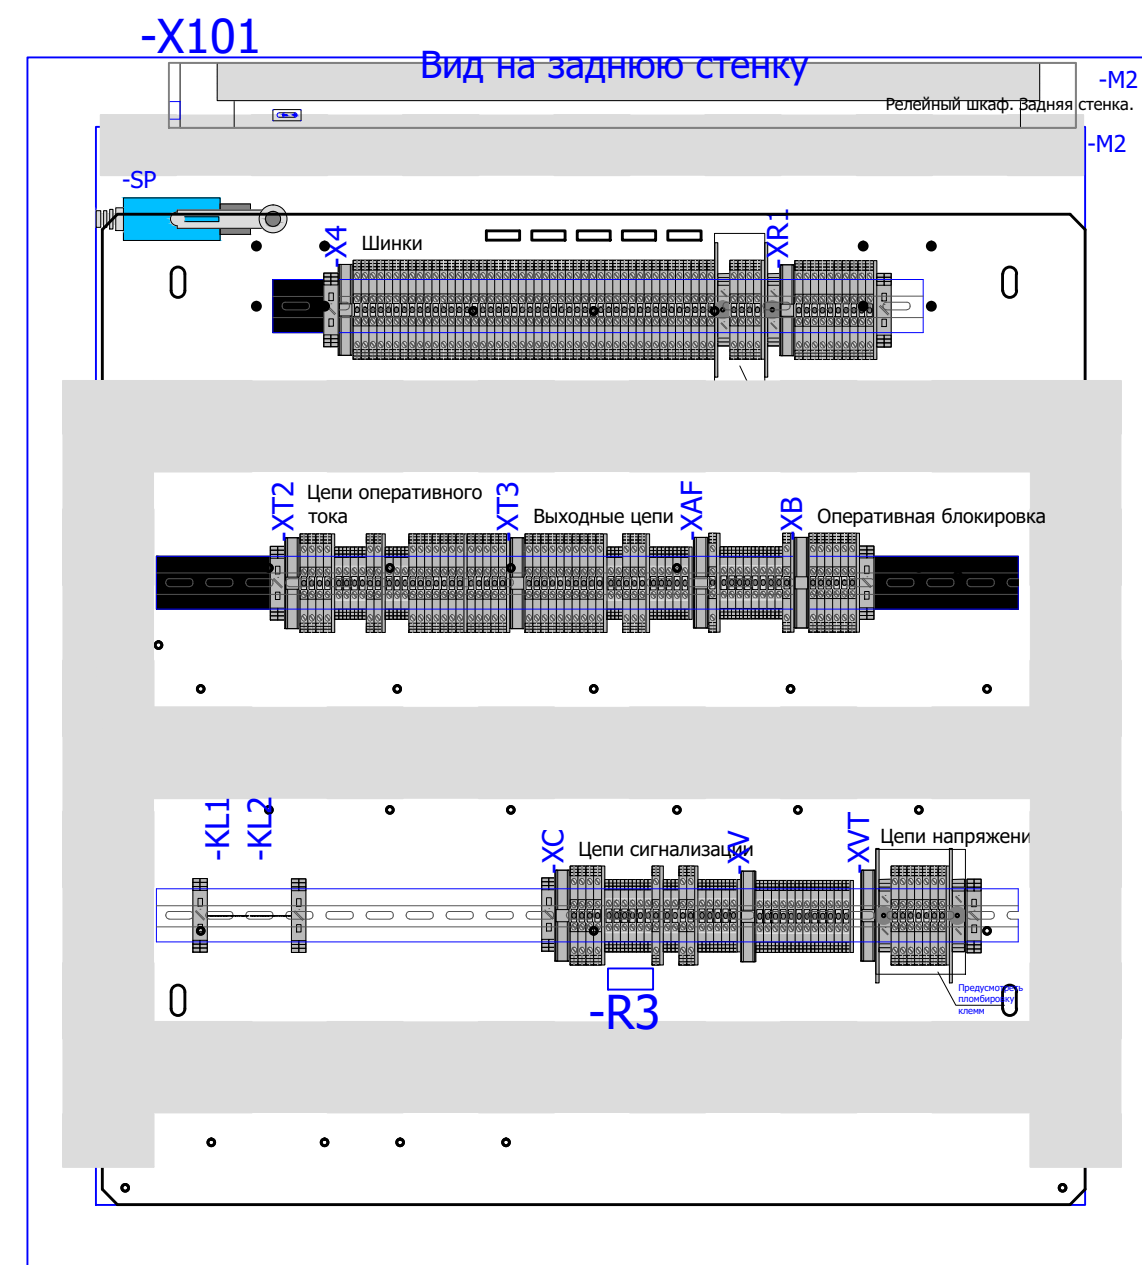 -X101
Вид на заднюю стенку
-M2
Релейный шкаф. Задняя стенка.
-M2
-SP
-X4
Шинки
-XR1
-XT2
Цепи оперативного
тока
-XT3
Выходные цепи
-XAF
-XB
Оперативная блокировка
-KL1
-KL2
-XC
Цепи сигнализации
-XV
-XVT
Цепи напряжени
-R3
Предусмотреть
пломбировку
клемм